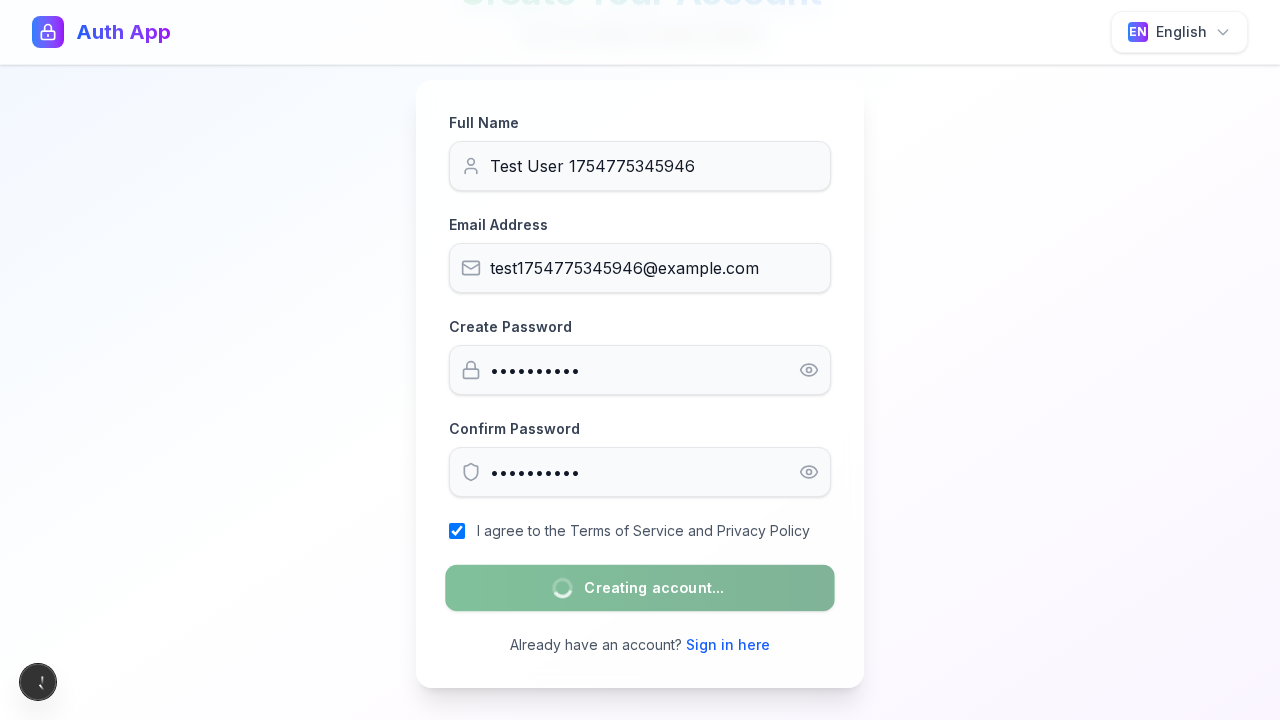 Create Your Account
Auth App
EN English
Full Name
Test User 1754775345946
Email Address
test1754775345946@example.com
Create Password
••••••••••
Confirm Password
••••••••••
I agree to the Terms of Service and Privacy Policy
Creating account...
Already have an account? Sign in here